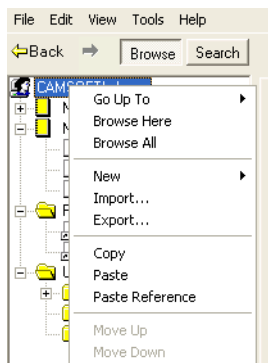 File Edit View Tools Help
Back Browse Search
Go Up To
Browse Here
Browse All
New
Import...
Export...
Copy
Paste
Paste Reference
Move Up
Move Down